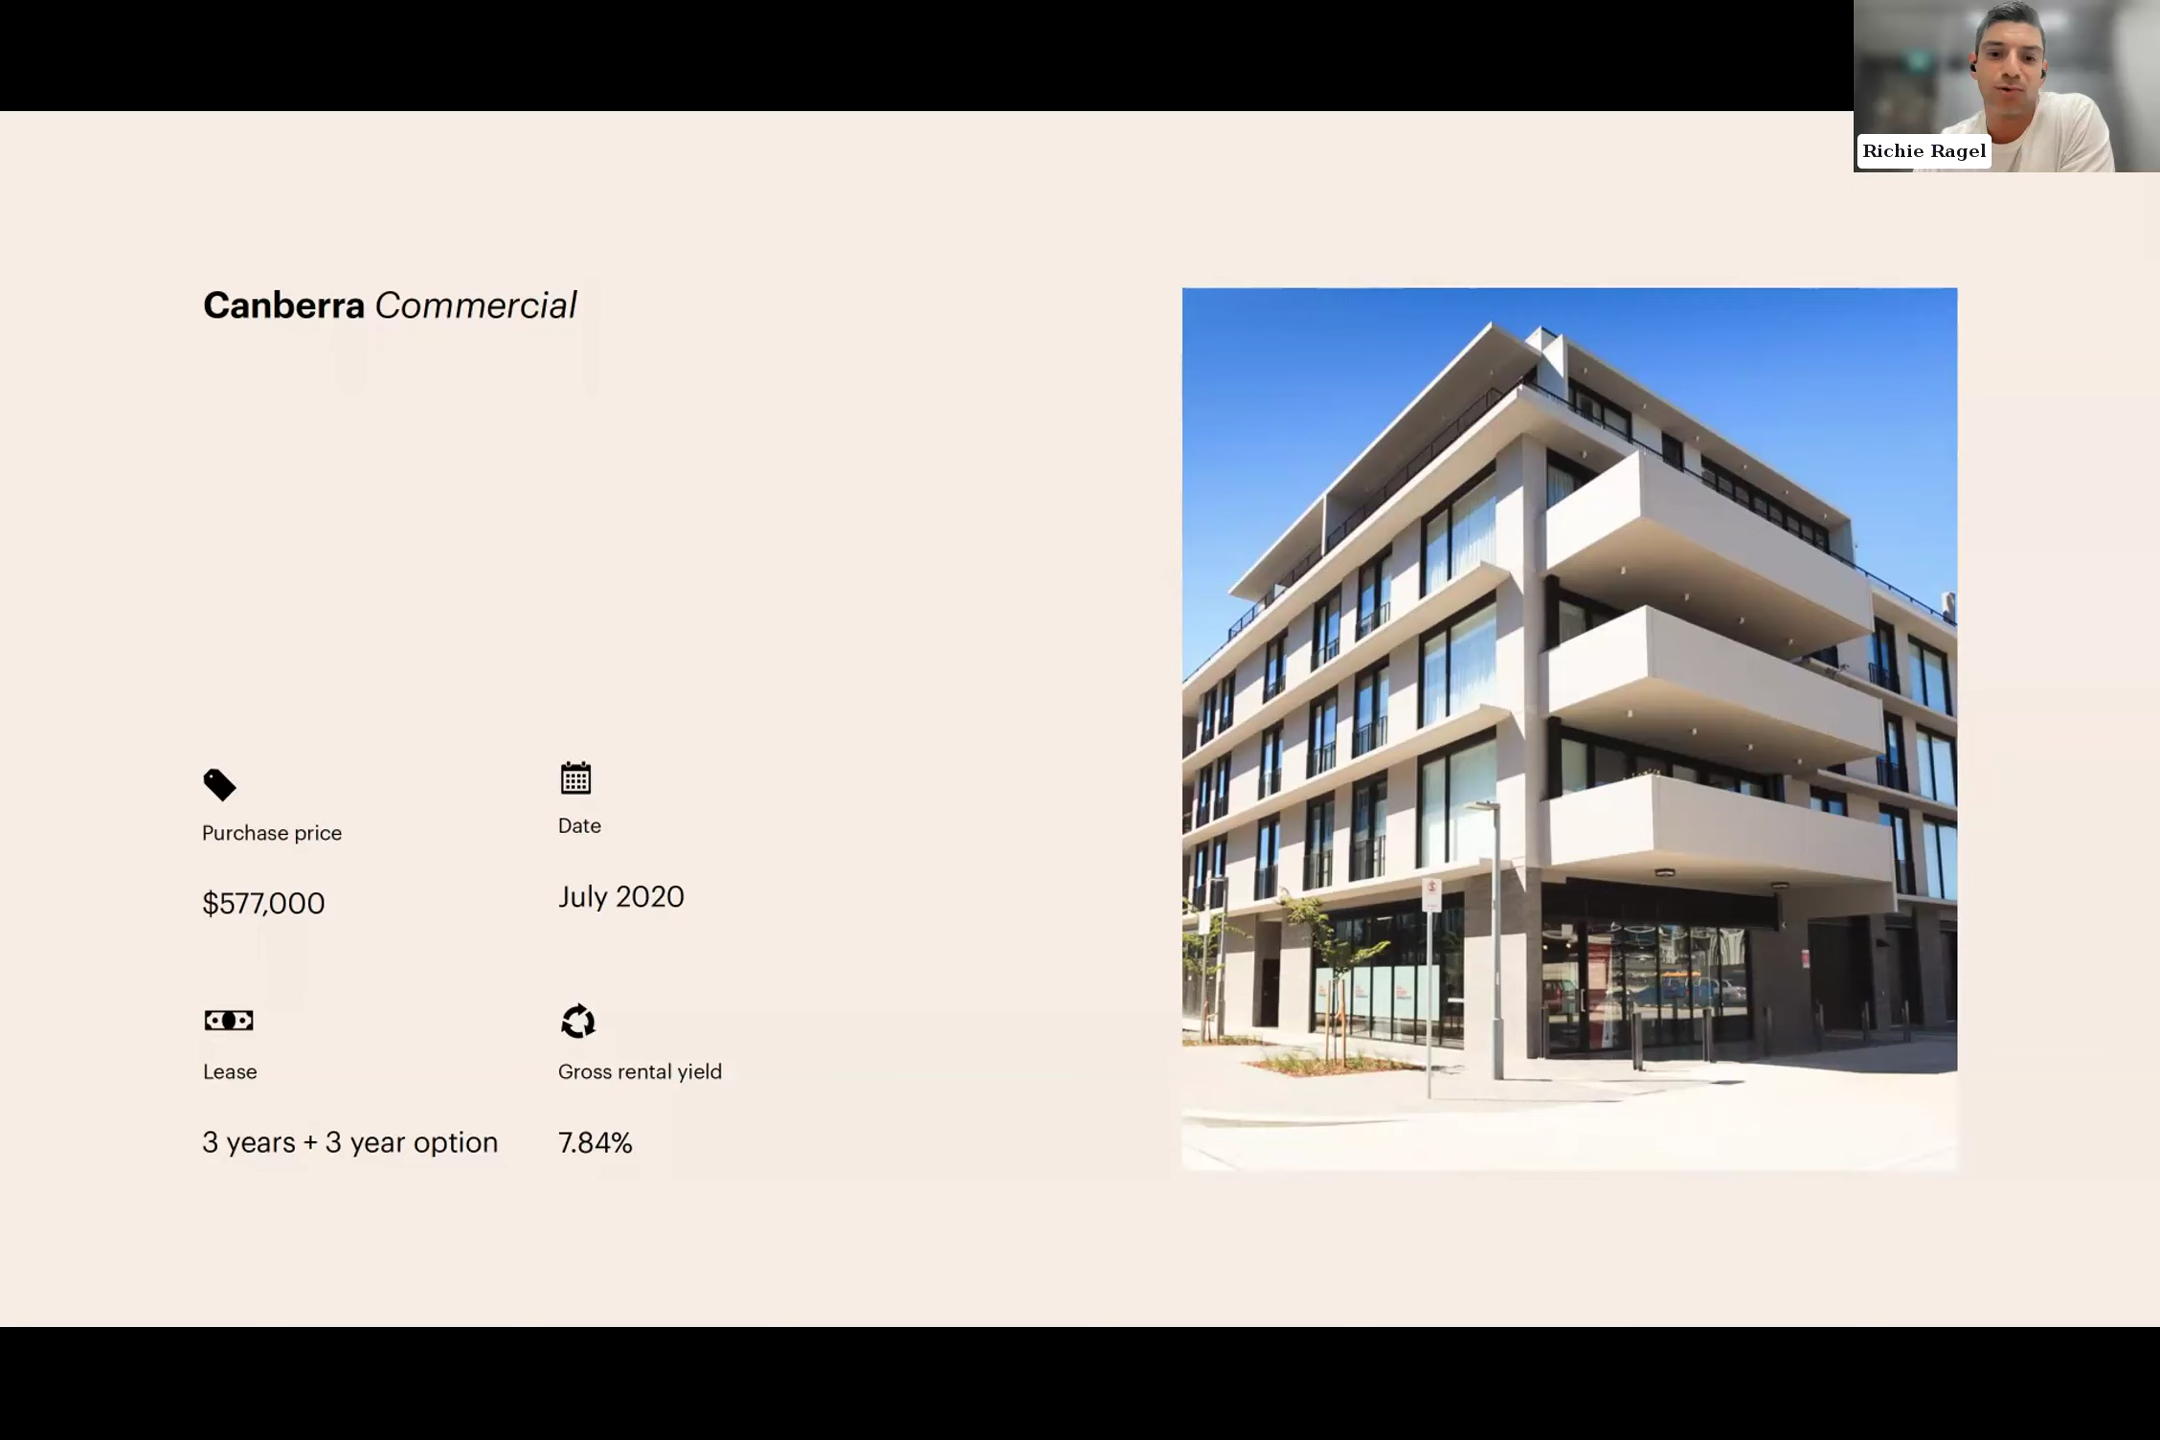 Richie Ragel
Canberra Commercial
Purchase price
$577,000
Date
July 2020
Lease
3 years + 3 year option
Gross rental yield
7.84%